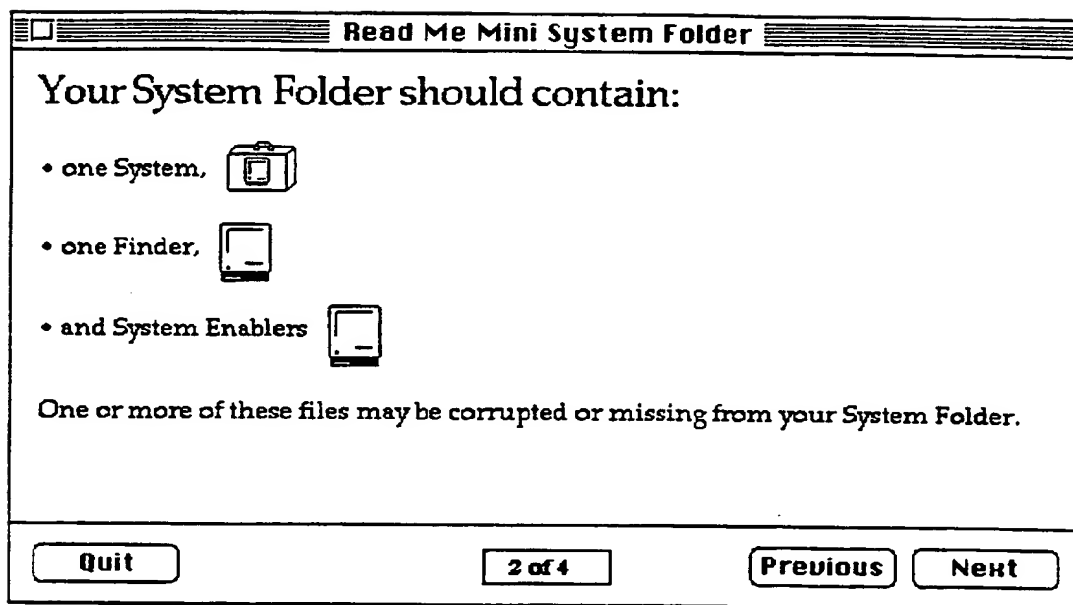 Read Me Mini System Folder
Your System Folder should contain:
• one System,
• one Finder,
• and System Enablers
One or more of these files may be corrupted or missing from your System Folder.
Quit
2 of 4
Previous
Next